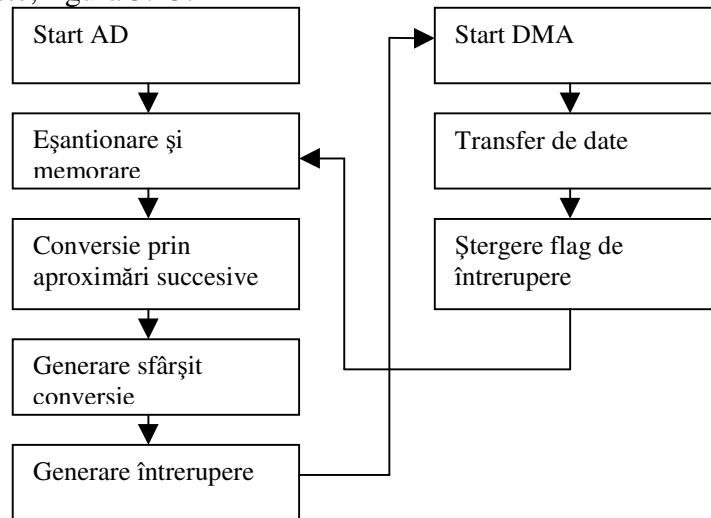 Start AD
Eşantionare şi
memorare
Conversie prin
aproximări succesive
Generare sfârşit
conversie
Generare întrerupere
Start DMA
Transfer de date
Ştergere flag de
întrerupere